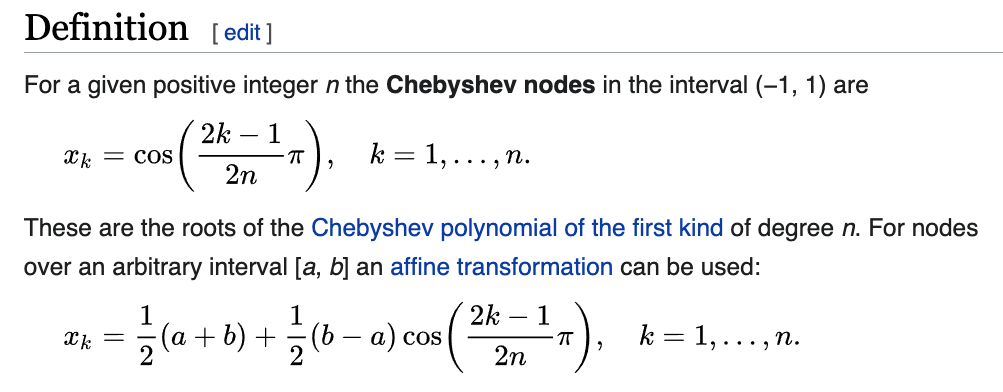 Definition [ edit ]
For a given positive integer n the Chebyshev nodes in the interval (−1, 1) are
x_k = cos((2k − 1)/(2n) π), k = 1, . . . , n.
These are the roots of the Chebyshev polynomial of the first kind of degree n. For nodes
over an arbitrary interval [a, b] an affine transformation can be used:
x_k = 1/2 (a + b) + 1/2 (b − a) cos((2k − 1)/(2n) π), k = 1, . . . , n.